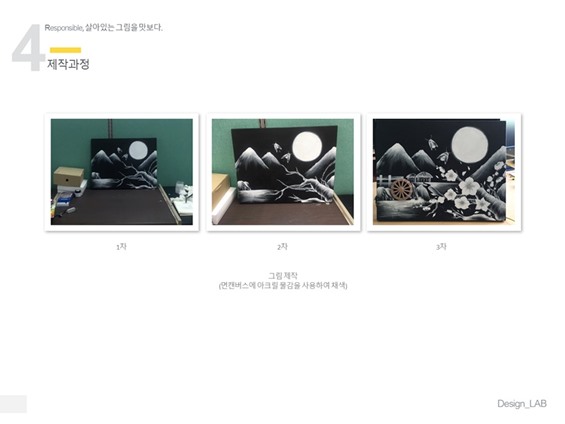 4
Responsible, 살아있는 그림을 맛보다.
제작과정
1차
2차
3차
그림 제작
(면캔버스에 아크릴 물감을 사용하여 채색)
Design_LAB